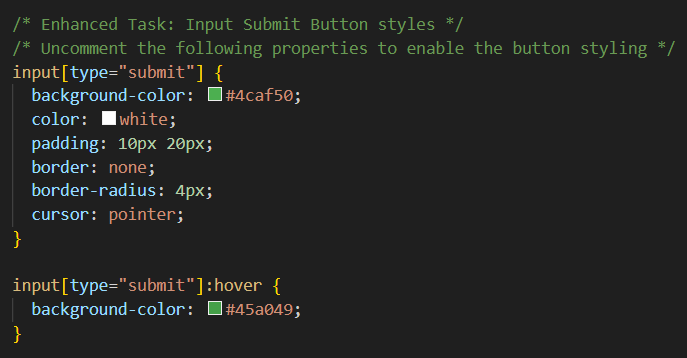 /* Enhanced Task: Input Submit Button styles */
/* Uncomment the following properties to enable the button styling */
input[type="submit"] {
  background-color: #4caf50;
  color: white;
  padding: 10px 20px;
  border: none;
  border-radius: 4px;
  cursor: pointer;
}

input[type="submit"]:hover {
  background-color: #45a049;
}